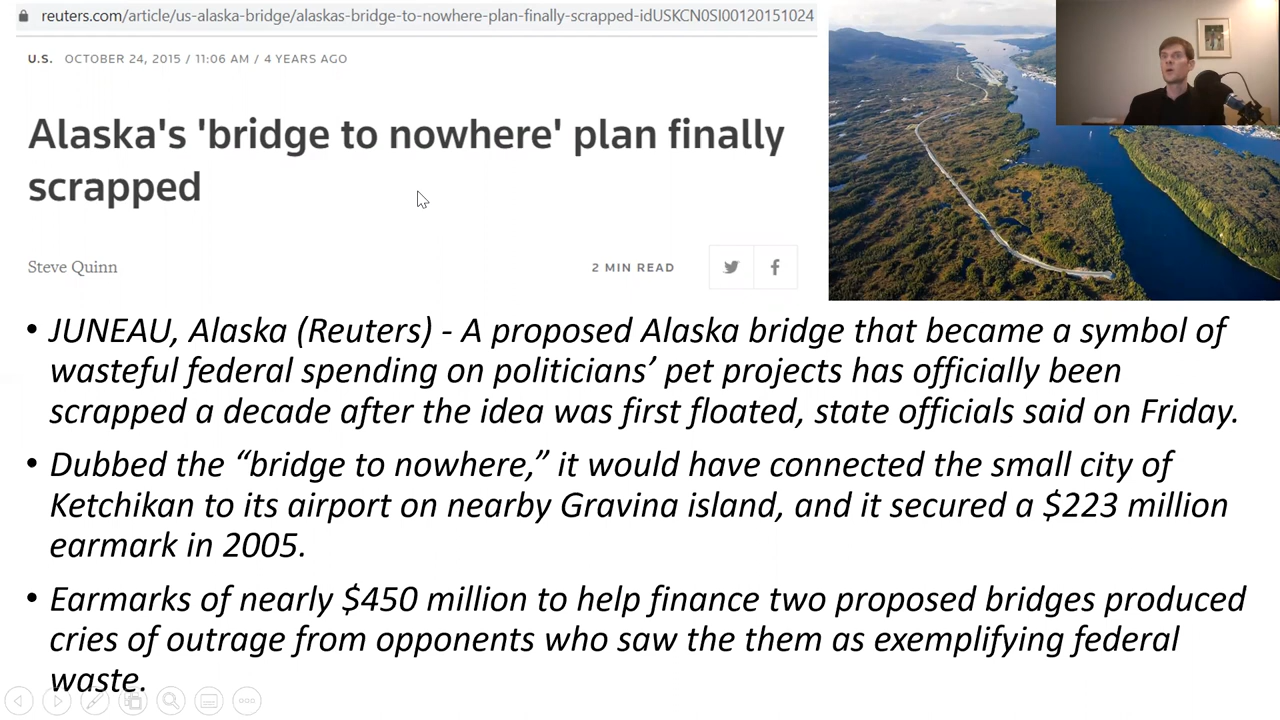 reuters.com/article/us-alaska-bridge/alaskas-bridge-to-nowhere-plan-finally-scrapped-idUSKCN0SI00120151024
U.S. OCTOBER 24, 2015 / 11:06 AM / 4 YEARS AGO
Alaska's 'bridge to nowhere' plan finally
scrapped
Steve Quinn
2 MIN READ
• JUNEAU, Alaska (Reuters) - A proposed Alaska bridge that became a symbol of
wasteful federal spending on politicians’ pet projects has officially been
scrapped a decade after the idea was first floated, state officials said on Friday.
• Dubbed the “bridge to nowhere,” it would have connected the small city of
Ketchikan to its airport on nearby Gravina island, and it secured a $223 million
earmark in 2005.
• Earmarks of nearly $450 million to help finance two proposed bridges produced
cries of outrage from opponents who saw the them as exemplifying federal
waste.